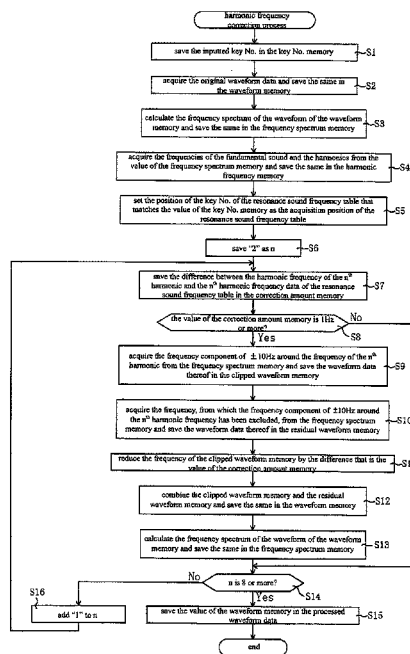 harmonic frequency
correction process
save the inputted key No. in the key No. memory
S1
acquire the original waveform data and save the same in
the waveform memory
S2
calculate the frequency spectrum of the waveform of the waveform
memory and save the same in the frequency spectrum memory
S3
acquire the frequencies of the fundamental sound and the harmonics from the
value of the frequency spectrum memory and save the same in the harmonic
frequency memory
S4
set the position of the key No. of the resonance sound frequency table that
matches the value of the key No. memory as the acquisition position of the
resonance sound frequency table
S5
save "2" as n
S6
save the difference between the harmonic frequency of the nth
harmonic and the nth harmonic frequency data of the resonance
sound frequency table in the correction amount memory
S7
the value of the correction amount memory is 1Hz
or more?
No
S8
Yes
acquire the frequency component of ±10Hz around the frequency of the nth
harmonic from the frequency spectrum memory and save the waveform data
thereof in the clipped waveform memory
S9
acquire the frequency, from which the frequency component of ±10Hz around
the nth harmonic frequency has been excluded, from the frequency spectrum
memory and save the waveform data thereof in the residual waveform memory
S10
reduce the frequency of the clipped waveform memory by the difference that is the
value of the correction amount memory
S1
combine the clipped waveform memory and the residual
waveform memory and save the same in the waveform memory
S12
calculate the frequency spectrum of the waveform of the waveform
memory and save the same in the frequency spectrum memory
S13
No
n is 8 or more?
S14
S16
add "1" to n
Yes
save the value of the waveform memory in the processed
waveform data
S15
end